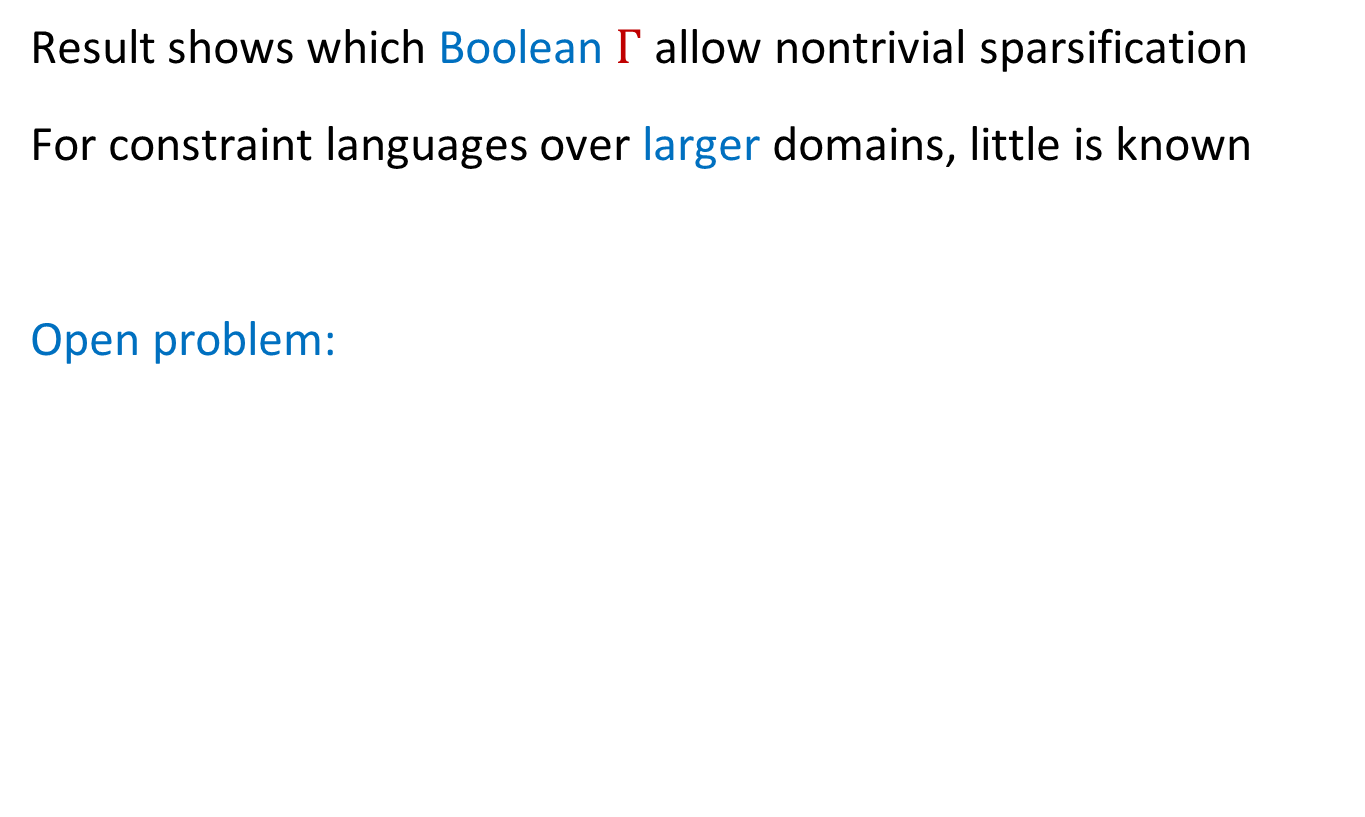 Result shows which Boolean Γ allow nontrivial sparsification
For constraint languages over larger domains, little is known
Open problem: